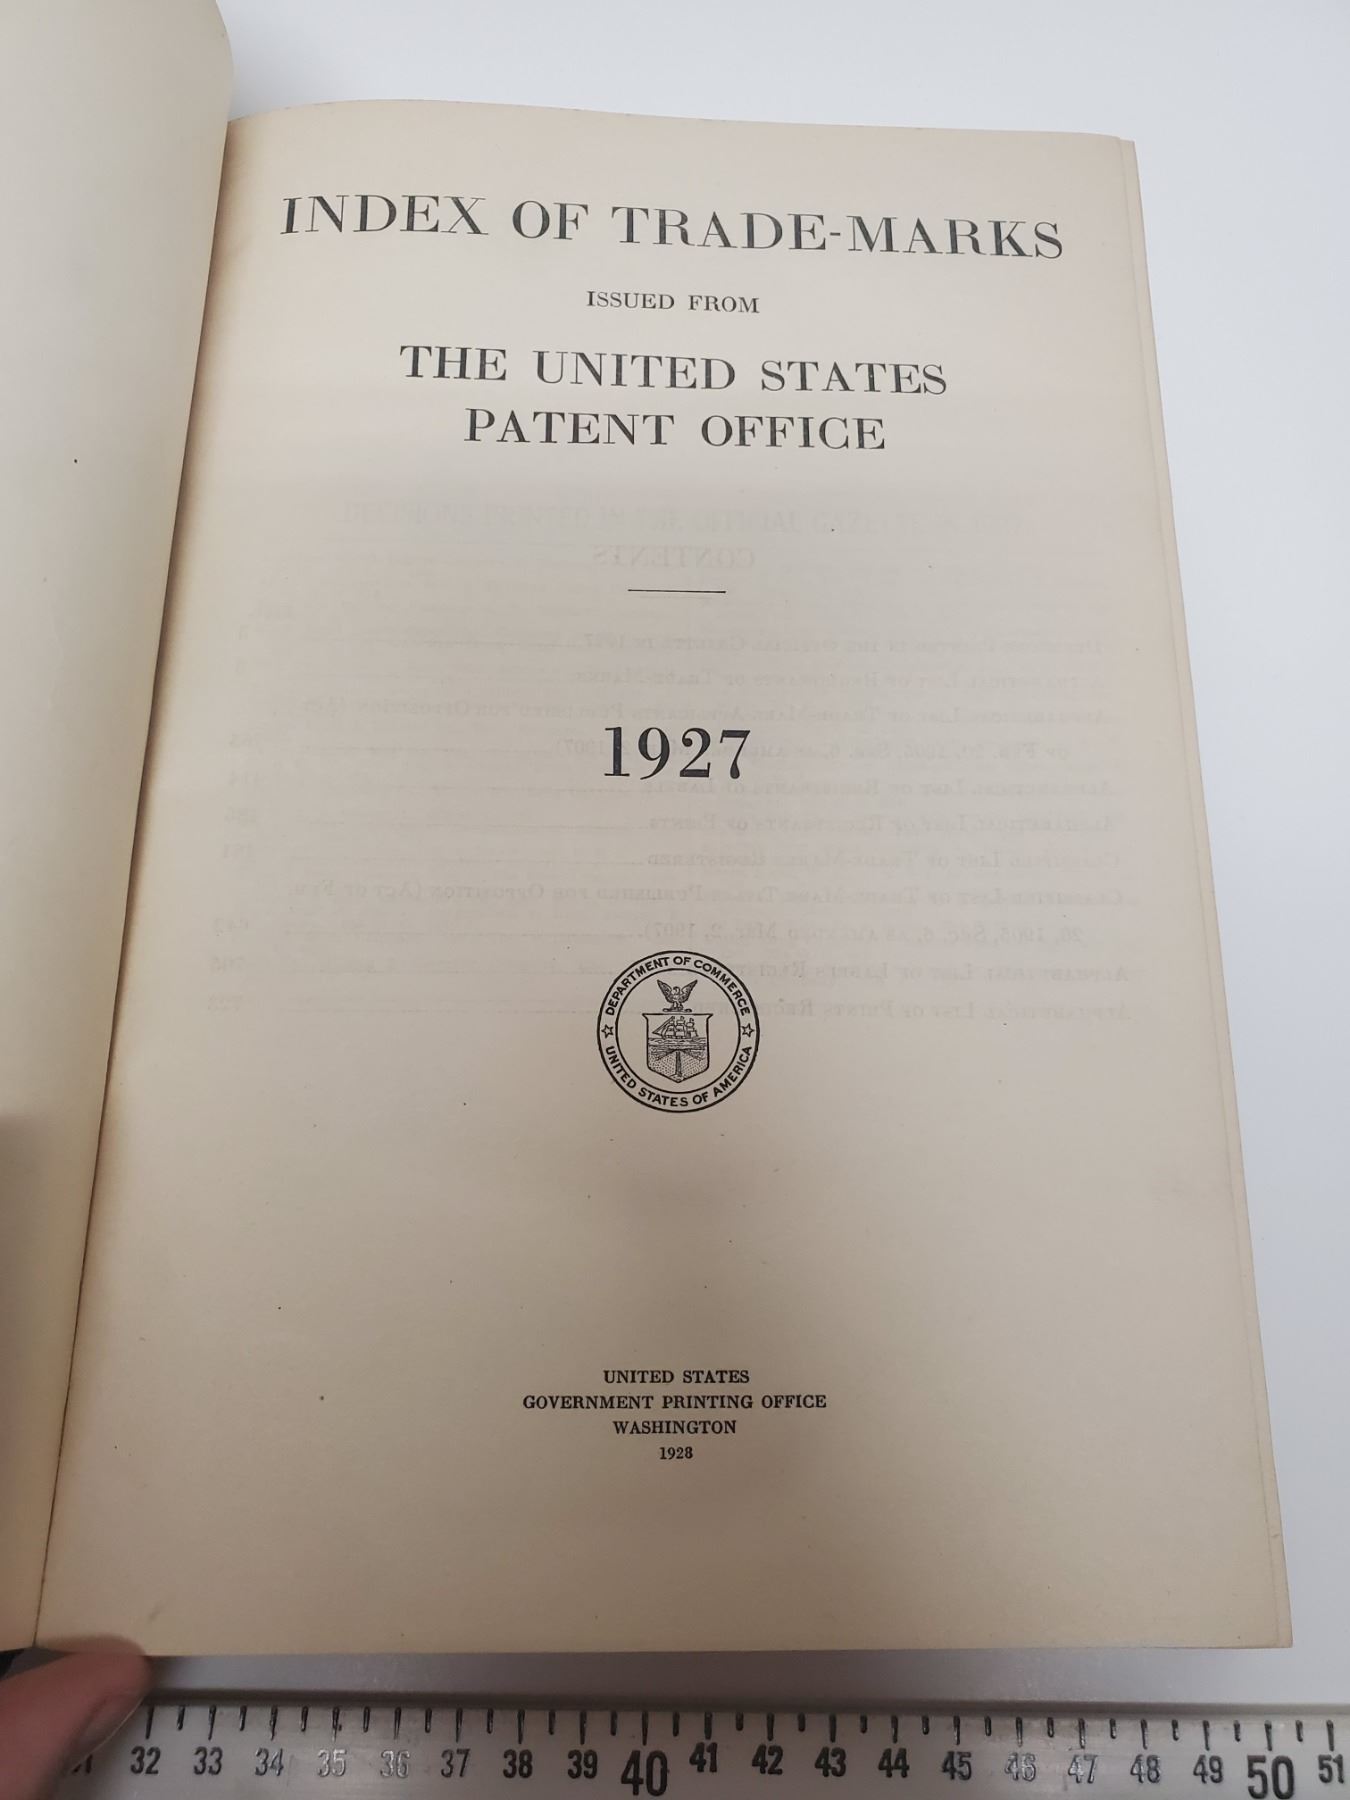 INDEX OF TRADE-MARKS
ISSUED FROM
THE UNITED STATES
PATENT OFFICE
1927
DEPARTMENT OF COMMERCE
UNITED STATES OF AMERICA
UNITED STATES
GOVERNMENT PRINTING OFFICE
WASHINGTON
1928
32 33 34 35 36 37 38 39 40 41 42 43 44 45 46 47 48 49 50 51